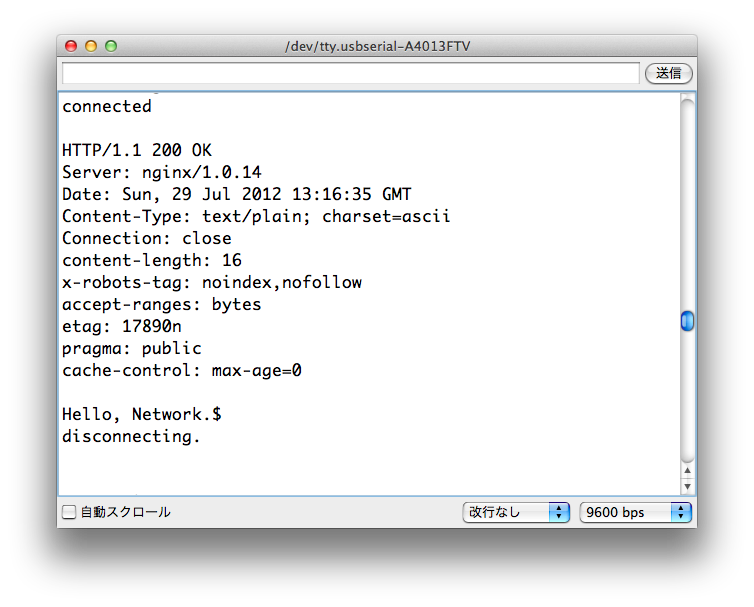 /dev/tty.usbserial-A4013FTV
送信
connected
HTTP/1.1 200 OK
Server: nginx/1.0.14
Date: Sun, 29 Jul 2012 13:16:35 GMT
Content-Type: text/plain; charset=ascii
Connection: close
content-length: 16
x-robots-tag: noindex,nofollow
accept-ranges: bytes
etag: 17890n
pragma: public
cache-control: max-age=0
Hello, Network.$
disconnecting.
自動スクロール
改行なし
9600 bps